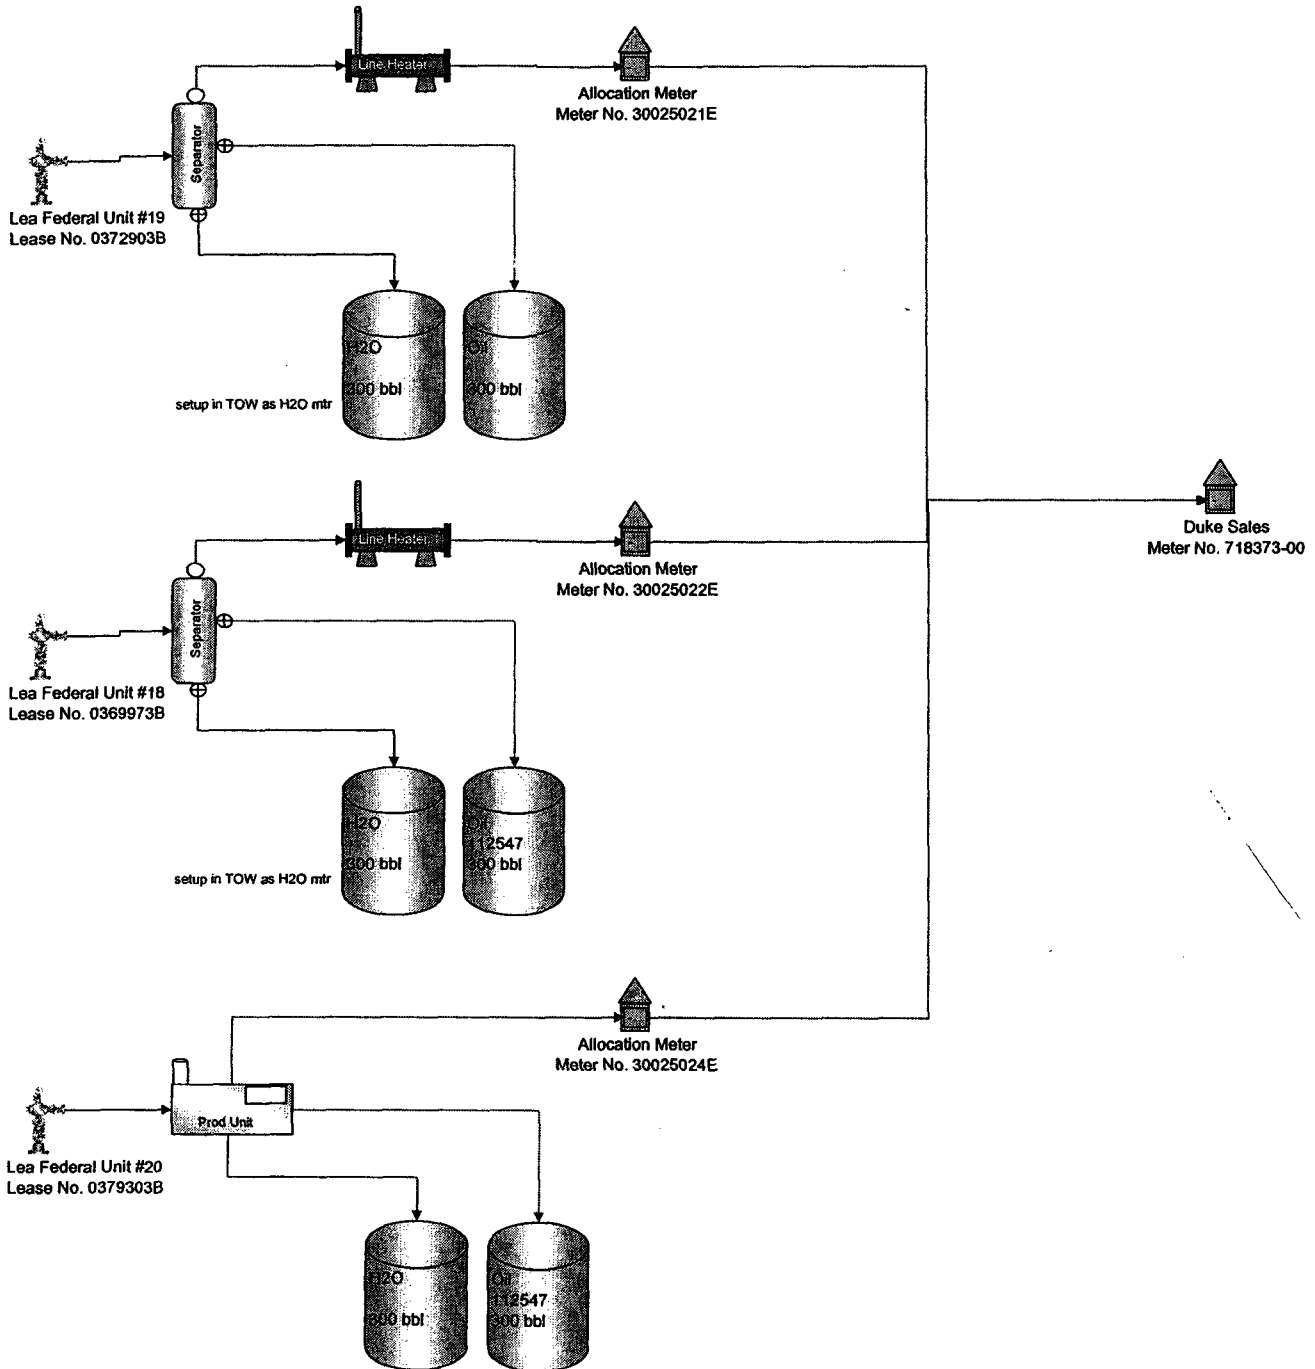 Line Heater
Allocation Meter
Meter No. 30025021E
Separator
Lea Federal Unit #19
Lease No. 0372903B
H2O
300 bbl
Oil
300 bbl
setup in TOW as H2O mtr
Duke Sales
Meter No. 718373-00
Line Heater
Allocation Meter
Meter No. 30025022E
Separator
Lea Federal Unit #18
Lease No. 0369973B
H2O
300 bbl
Oil
112547
300 bbl
setup in TOW as H2O mtr
Allocation Meter
Meter No. 30025024E
Prod Unit
Lea Federal Unit #20
Lease No. 0379303B
H2O
300 bbl
Oil
112547
300 bbl